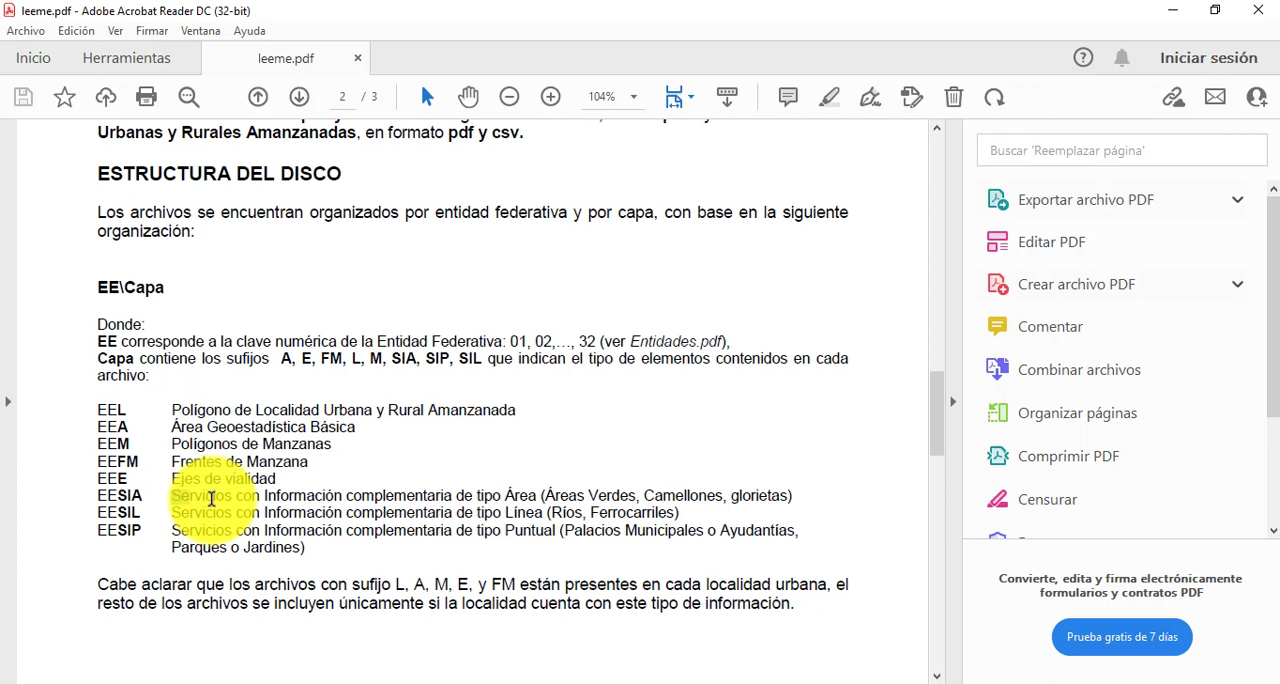 leeme.pdf - Adobe Acrobat Reader DC (32-bit)
Archivo Edición Ver Firmar Ventana Ayuda
Inicio Herramientas leeme.pdf × Iniciar sesión
2 / 3 104%
Urbanas y Rurales Amanzanadas, en formato pdf y csv.
ESTRUCTURA DEL DISCO
Los archivos se encuentran organizados por entidad federativa y por capa, con base en la siguiente
organización:
EE\Capa
Donde:
EE corresponde a la clave numérica de la Entidad Federativa: 01, 02,…, 32 (ver Entidades.pdf),
Capa contiene los sufijos A, E, FM, L, M, SIA, SIP, SIL que indican el tipo de elementos contenidos en cada
archivo:
EEL Polígono de Localidad Urbana y Rural Amanzanada
EEA Área Geoestadística Básica
EEM Polígonos de Manzanas
EEFM Frentes de Manzana
EEE Ejes de vialidad
EESIA Servicios con Información complementaria de tipo Área (Áreas Verdes, Camellones, glorietas)
EESIL Servicios con Información complementaria de tipo Línea (Ríos, Ferrocarriles)
EESIP Servicios con Información complementaria de tipo Puntual (Palacios Municipales o Ayudantías,
Parques o Jardines)
Cabe aclarar que los archivos con sufijo L, A, M, E, y FM están presentes en cada localidad urbana, el
resto de los archivos se incluyen únicamente si la localidad cuenta con este tipo de información.
Buscar 'Reemplazar página'
Exportar archivo PDF
Editar PDF
Crear archivo PDF
Comentar
Combinar archivos
Organizar páginas
Comprimir PDF
Censurar
Convierte, edita y firma electrónicamente
formularios y contratos PDF
Prueba gratis de 7 días